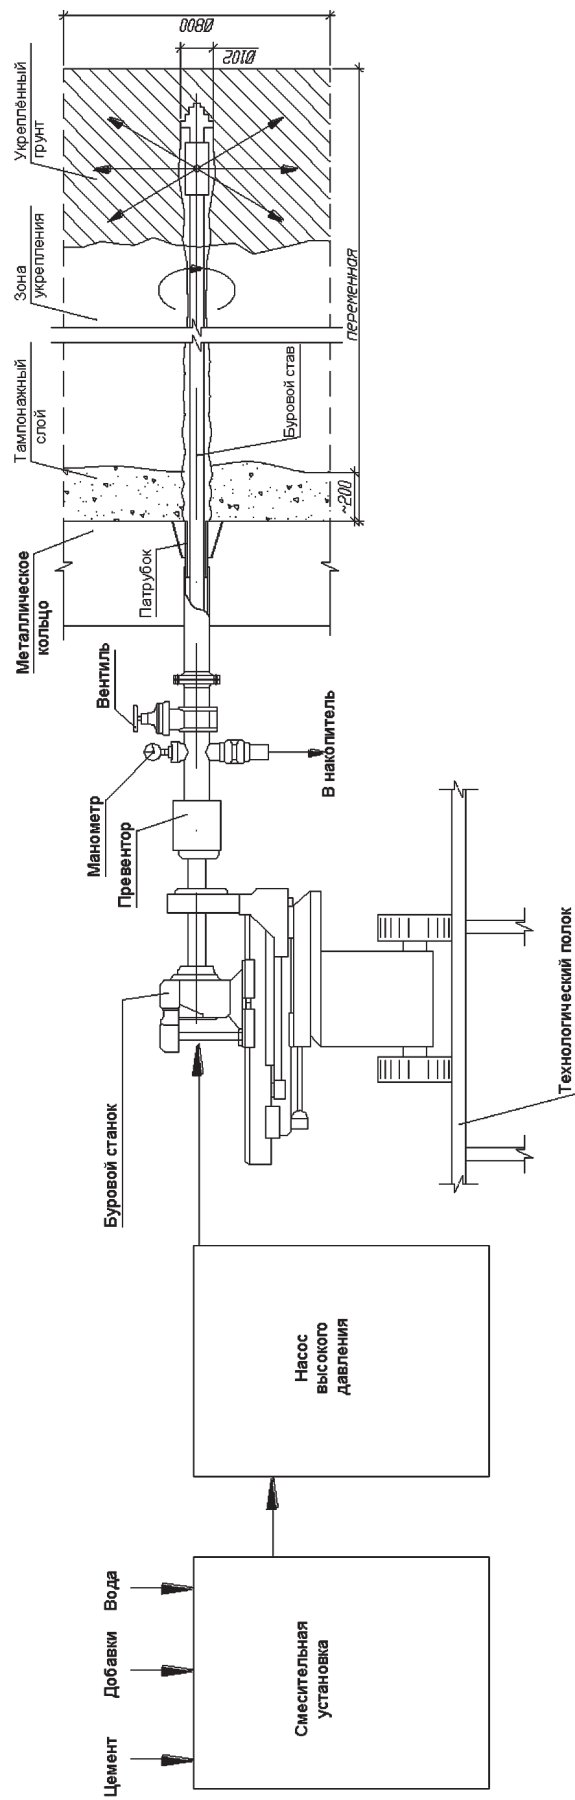 Цемент
Добавки
Вода
Смесительная
установка
Насос
высокого
давления
Буровой станок
Технологический полок
Превентор
Манометр
Вентиль
В накопитель
Металлическое
кольцо
Патрубок
Тампонажный
слой
Буровой став
Зона
укрепления
Укреплённый
грунт
~200
переменная
Ø102
Ø800